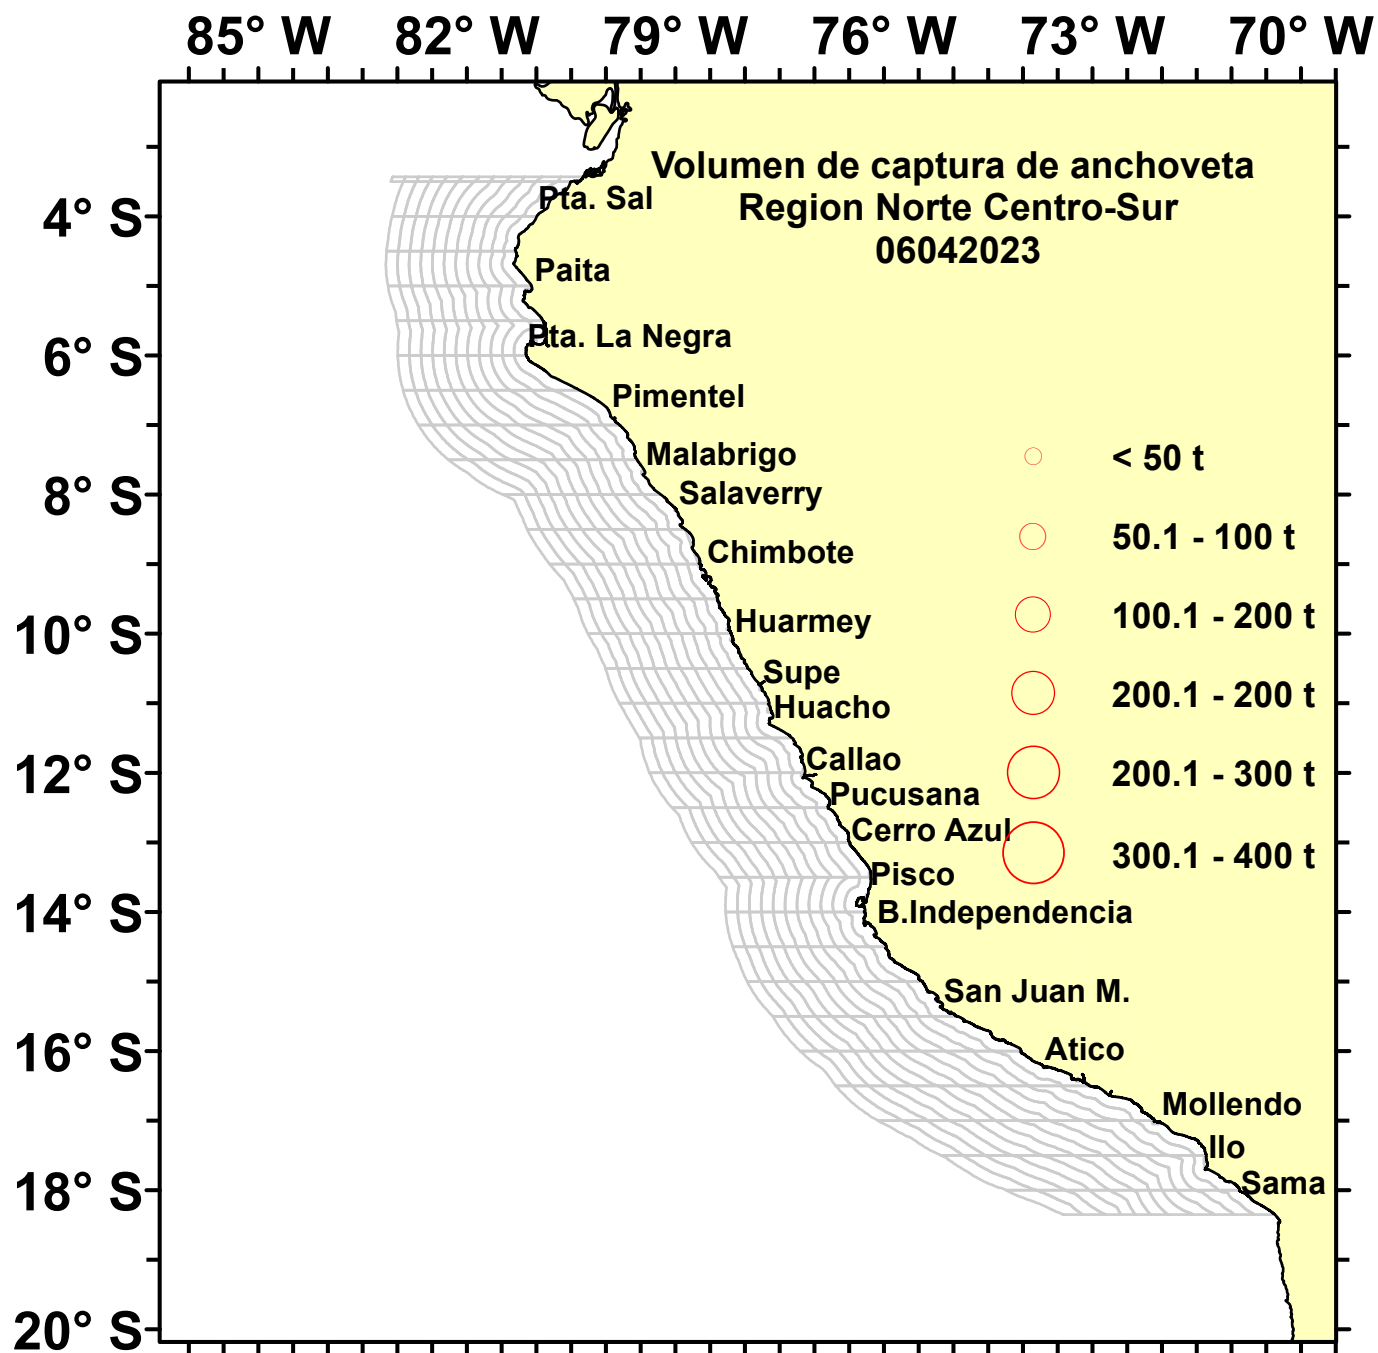 85° W 82° W 79° W 76° W 73° W 70° W
Volumen de captura de anchoveta
Region Norte Centro-Sur
06042023
4° S
6° S
8° S
10° S
12° S
14° S
16° S
18° S
20° S
Pta. Sal
Paita
Pta. La Negra
Pimentel
Malabrigo
Salaverry
Chimbote
Huarmey
Supe
Huacho
Callao
Pucusana
Cerro Azul
Pisco
B.Independencia
San Juan M.
Atico
Mollendo
Ilo
Sama
< 50 t
50.1 - 100 t
100.1 - 200 t
200.1 - 200 t
200.1 - 300 t
300.1 - 400 t